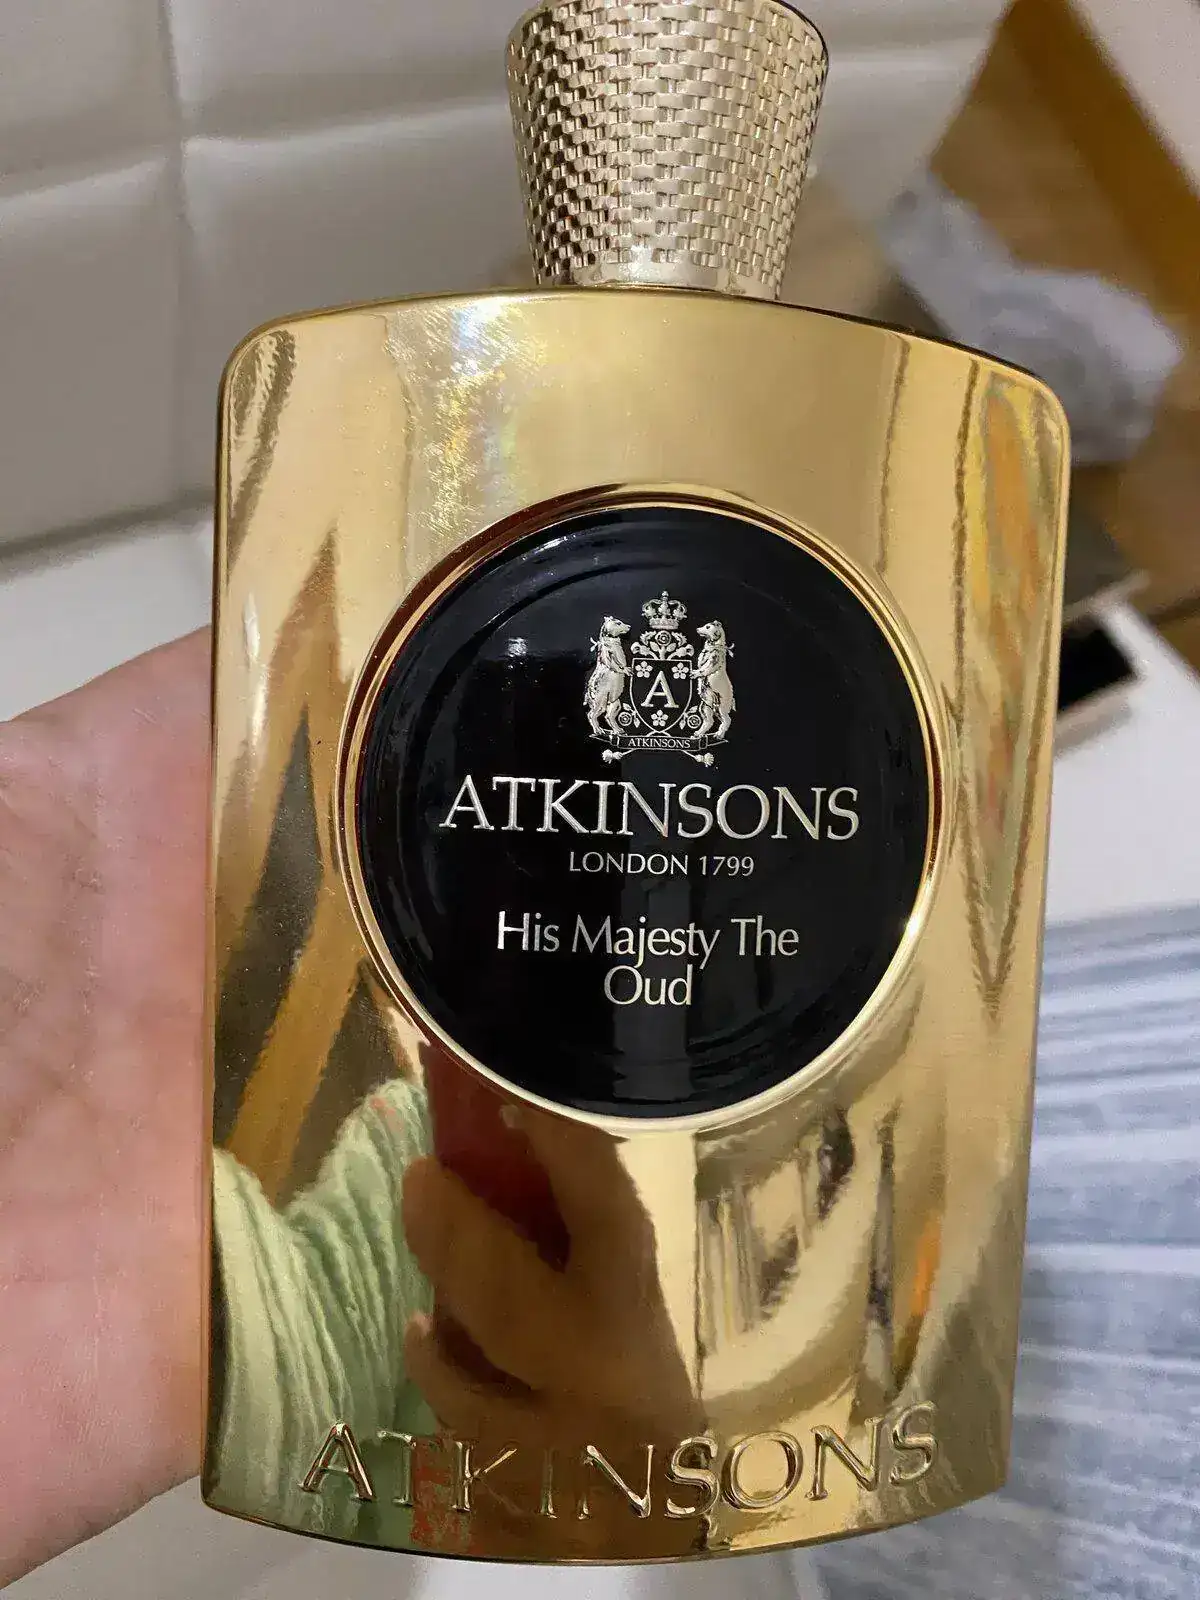 A
ATKINSONS
ATKINSONS
LONDON 1799
His Majesty The
Oud
ATKINSONS